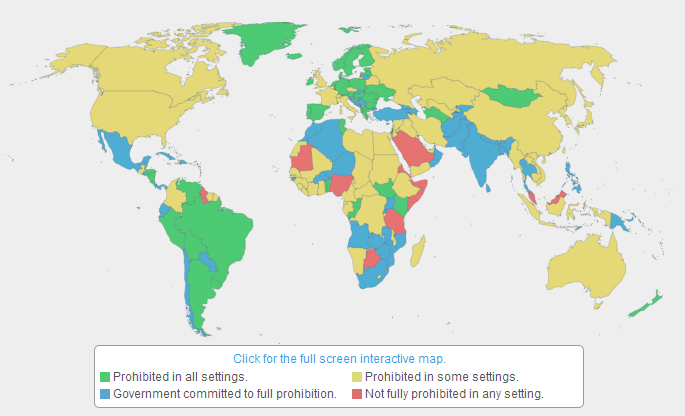 Click for the full screen interactive map.
Prohibited in all settings. Prohibited in some settings.
Government committed to full prohibition. Not fully prohibited in any setting.